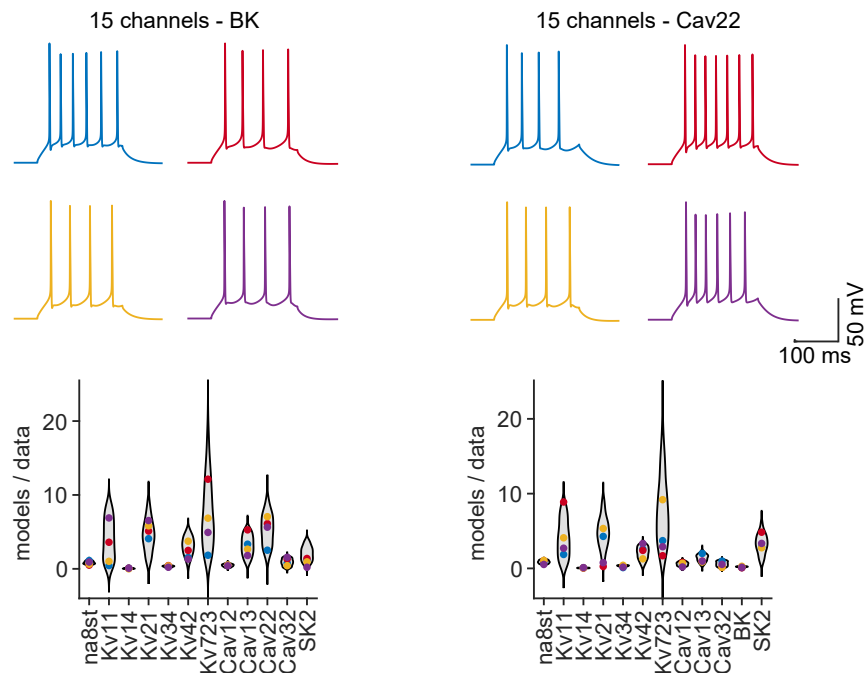 15 channels - BK
15 channels - Cav22
50 mV
100 ms
models / data
20
10
0
na8st
Kv11
Kv14
Kv21
Kv34
Kv42
Kv723
Cav12
Cav13
Cav22
Cav32
SK2
models / data
20
10
0
na8st
Kv11
Kv14
Kv21
Kv34
Kv42
Kv723
Cav12
Cav13
Cav32
BK
SK2